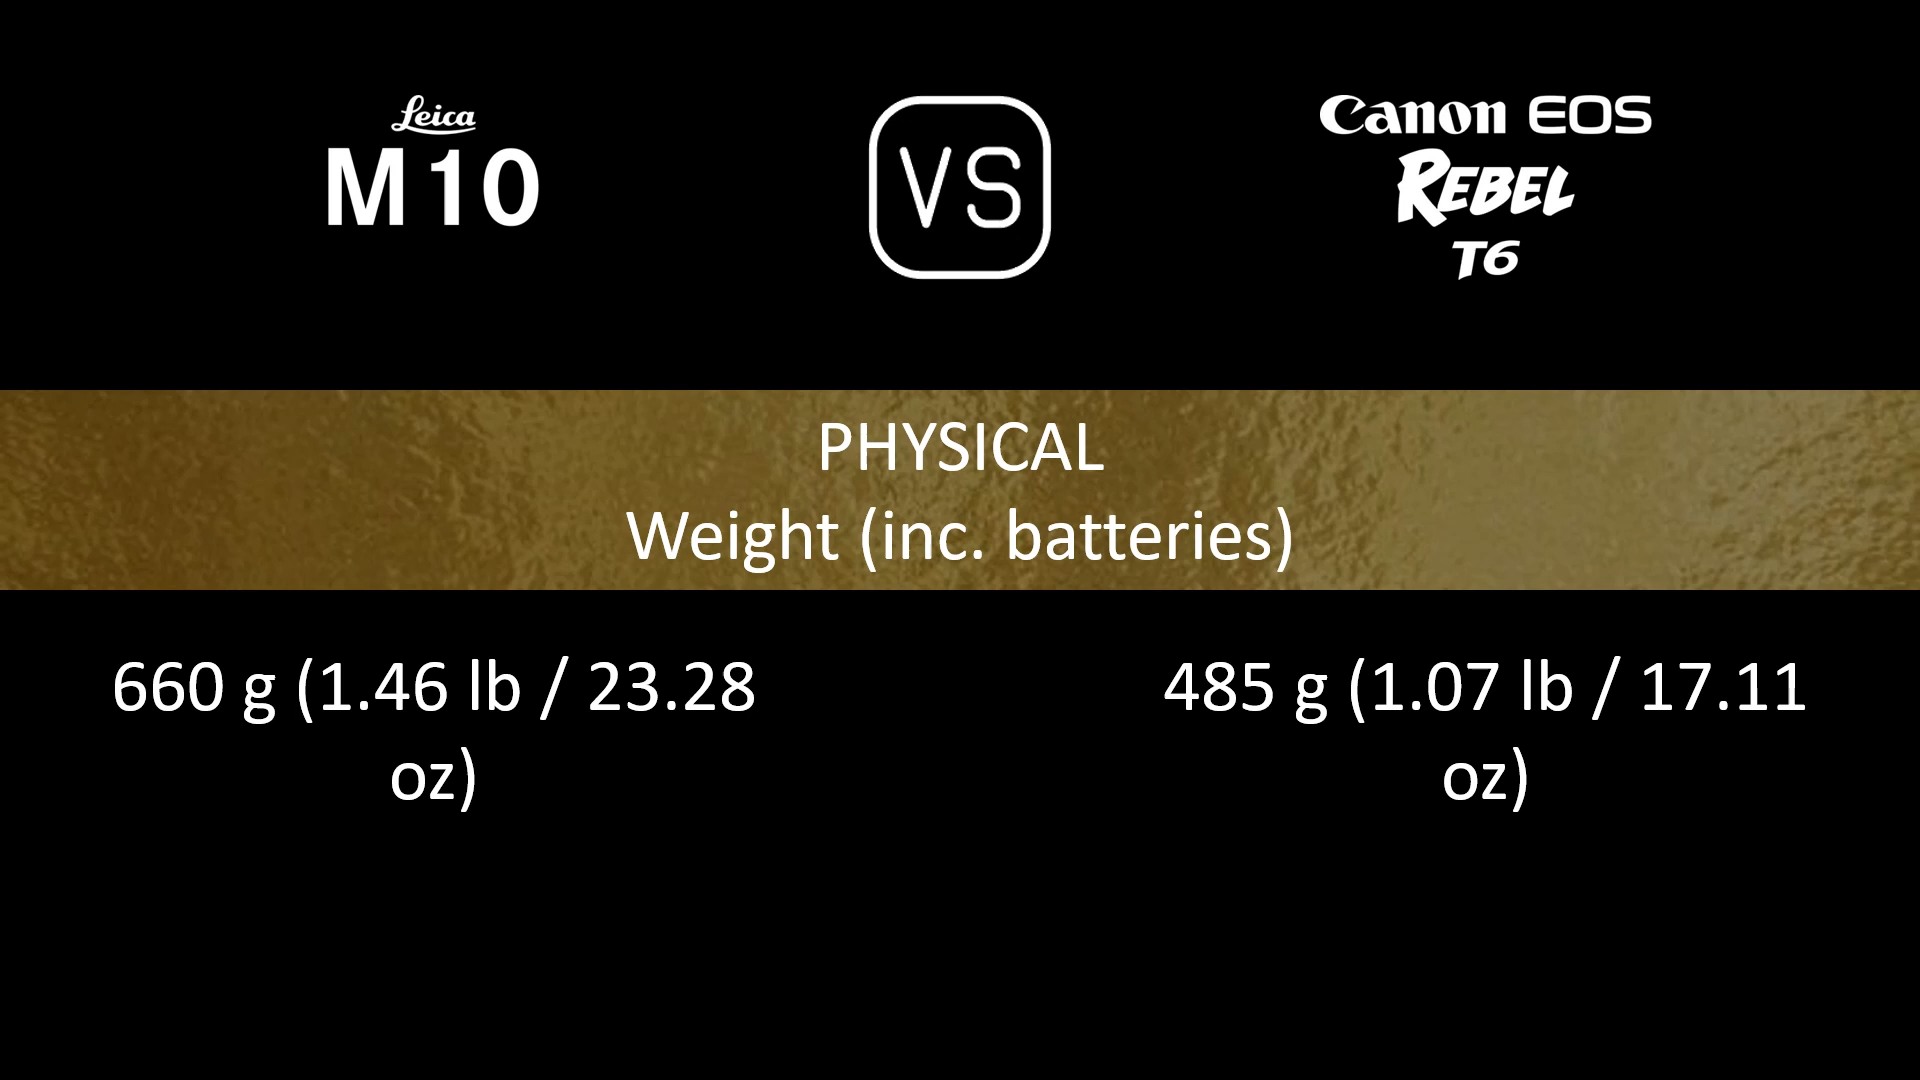 Leica
M10
VS
Canon EOS
REBEL
T6
PHYSICAL
Weight (inc. batteries)
660 g (1.46 lb / 23.28
oz)
485 g (1.07 lb / 17.11
oz)